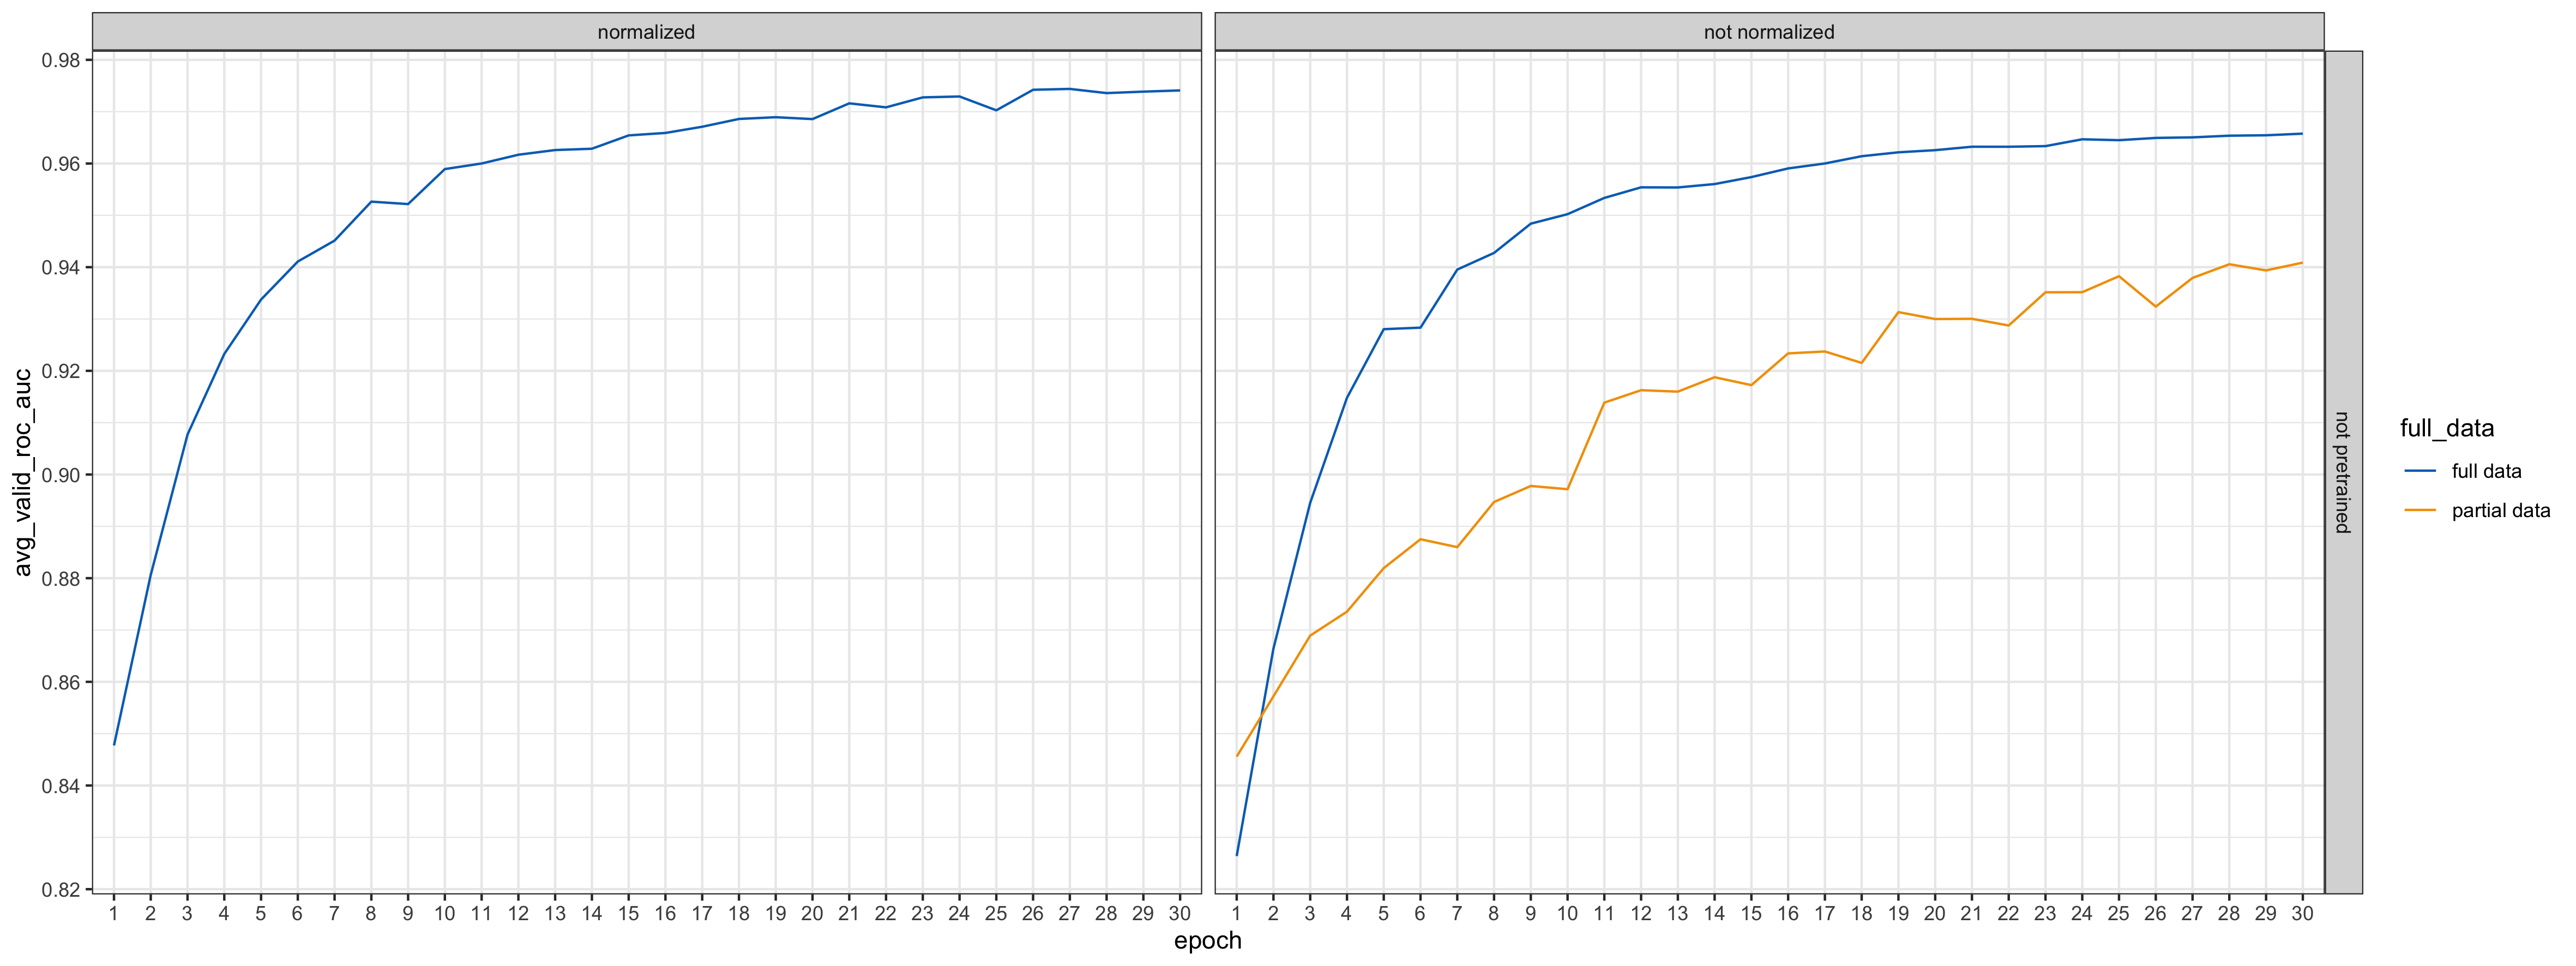 normalized
not normalized
avg_valid_roc_auc
0.98
0.96
0.94
0.92
0.90
0.88
0.86
0.84
0.82
1 2 3 4 5 6 7 8 9 10 11 12 13 14 15 16 17 18 19 20 21 22 23 24 25 26 27 28 29 30
1 2 3 4 5 6 7 8 9 10 11 12 13 14 15 16 17 18 19 20 21 22 23 24 25 26 27 28 29 30
epoch
not pretrained
full_data
full data
partial data